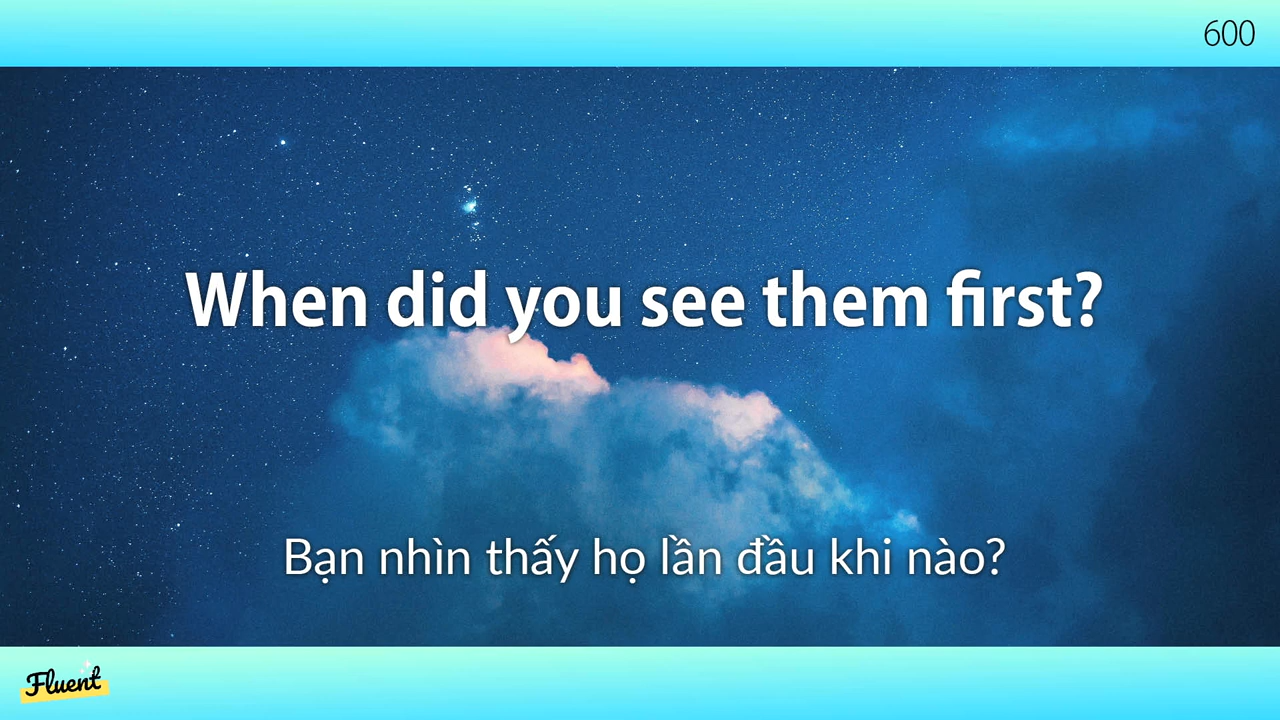 600
When did you see them first?
Bạn nhìn thấy họ lần đầu khi nào?
Fluent